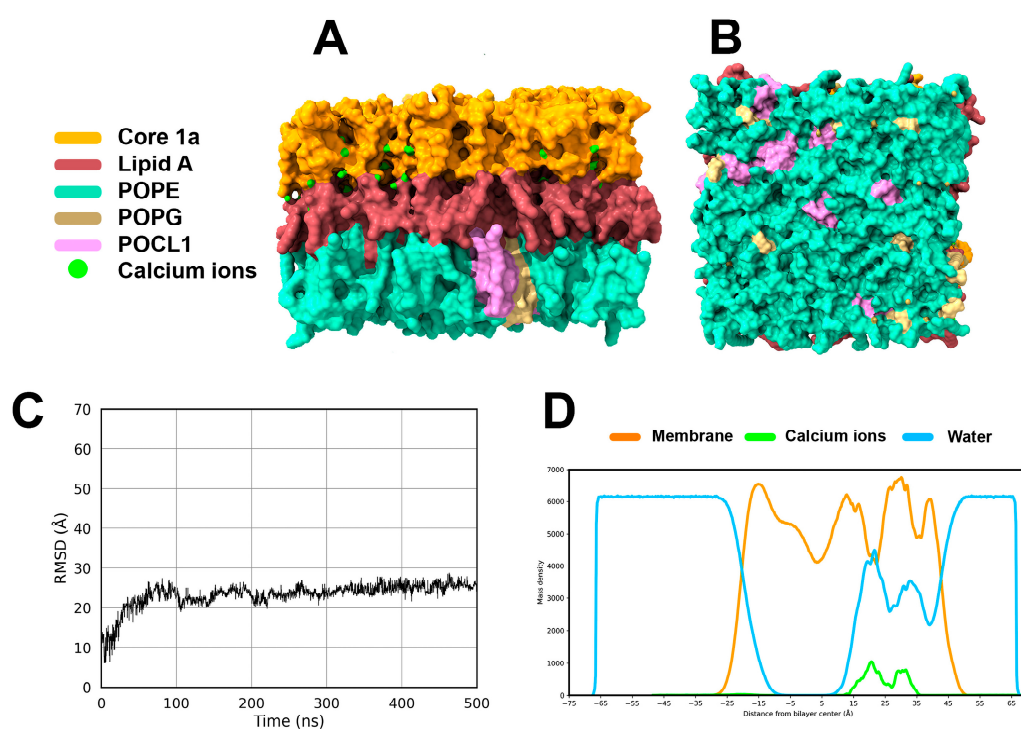 A
B
Core 1a
Lipid A
POPE
POPG
POCL1
Calcium ions
C
70
60
50
40
30
20
10
0
RMSD (Å)
0 100 200 300 400 500
Time (ns)
D
Membrane Calcium ions Water
7000
6000
5000
4000
3000
2000
1000
0
Mass density
-75 -65 -55 -45 -35 -25 -15 -5 5 15 25 35 45 55 65
Distance from bilayer center (Å)